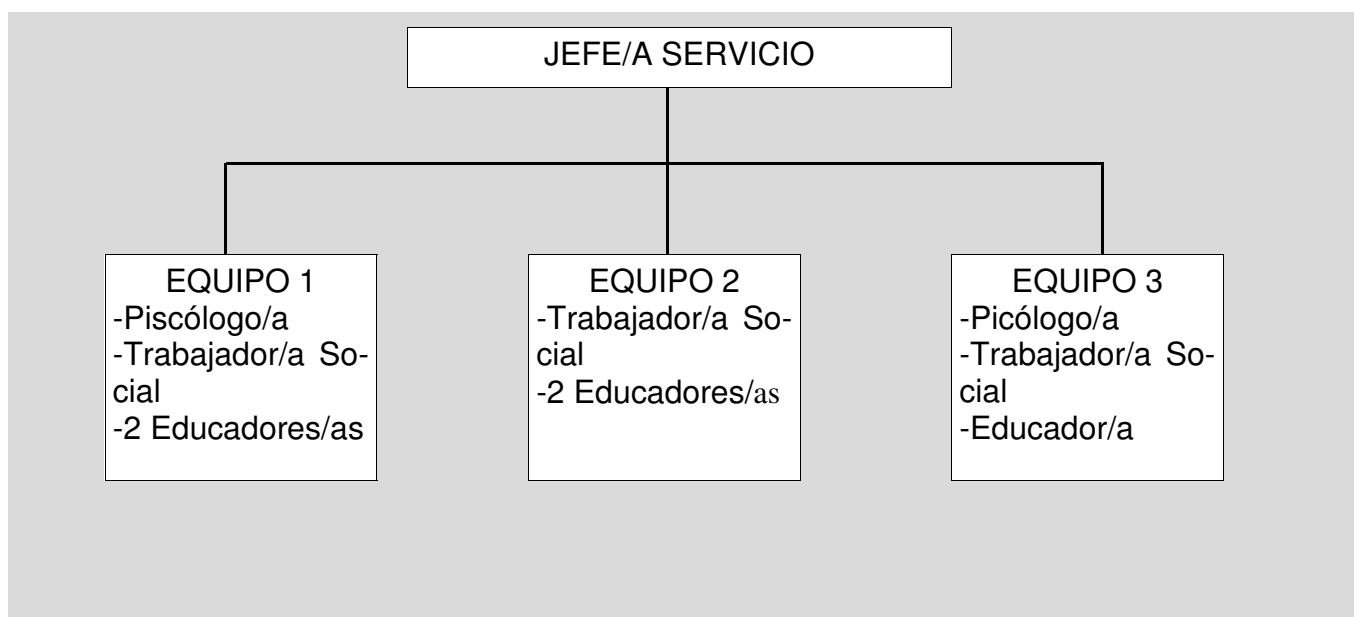 JEFE/A SERVICIO
EQUIPO 1
-Piscólogo/a
-Trabajador/a So-
cial
-2 Educadores/as
EQUIPO 2
-Trabajador/a So-
cial
-2 Educadores/as
EQUIPO 3
-Picólogo/a
-Trabajador/a So-
cial
-Educador/a